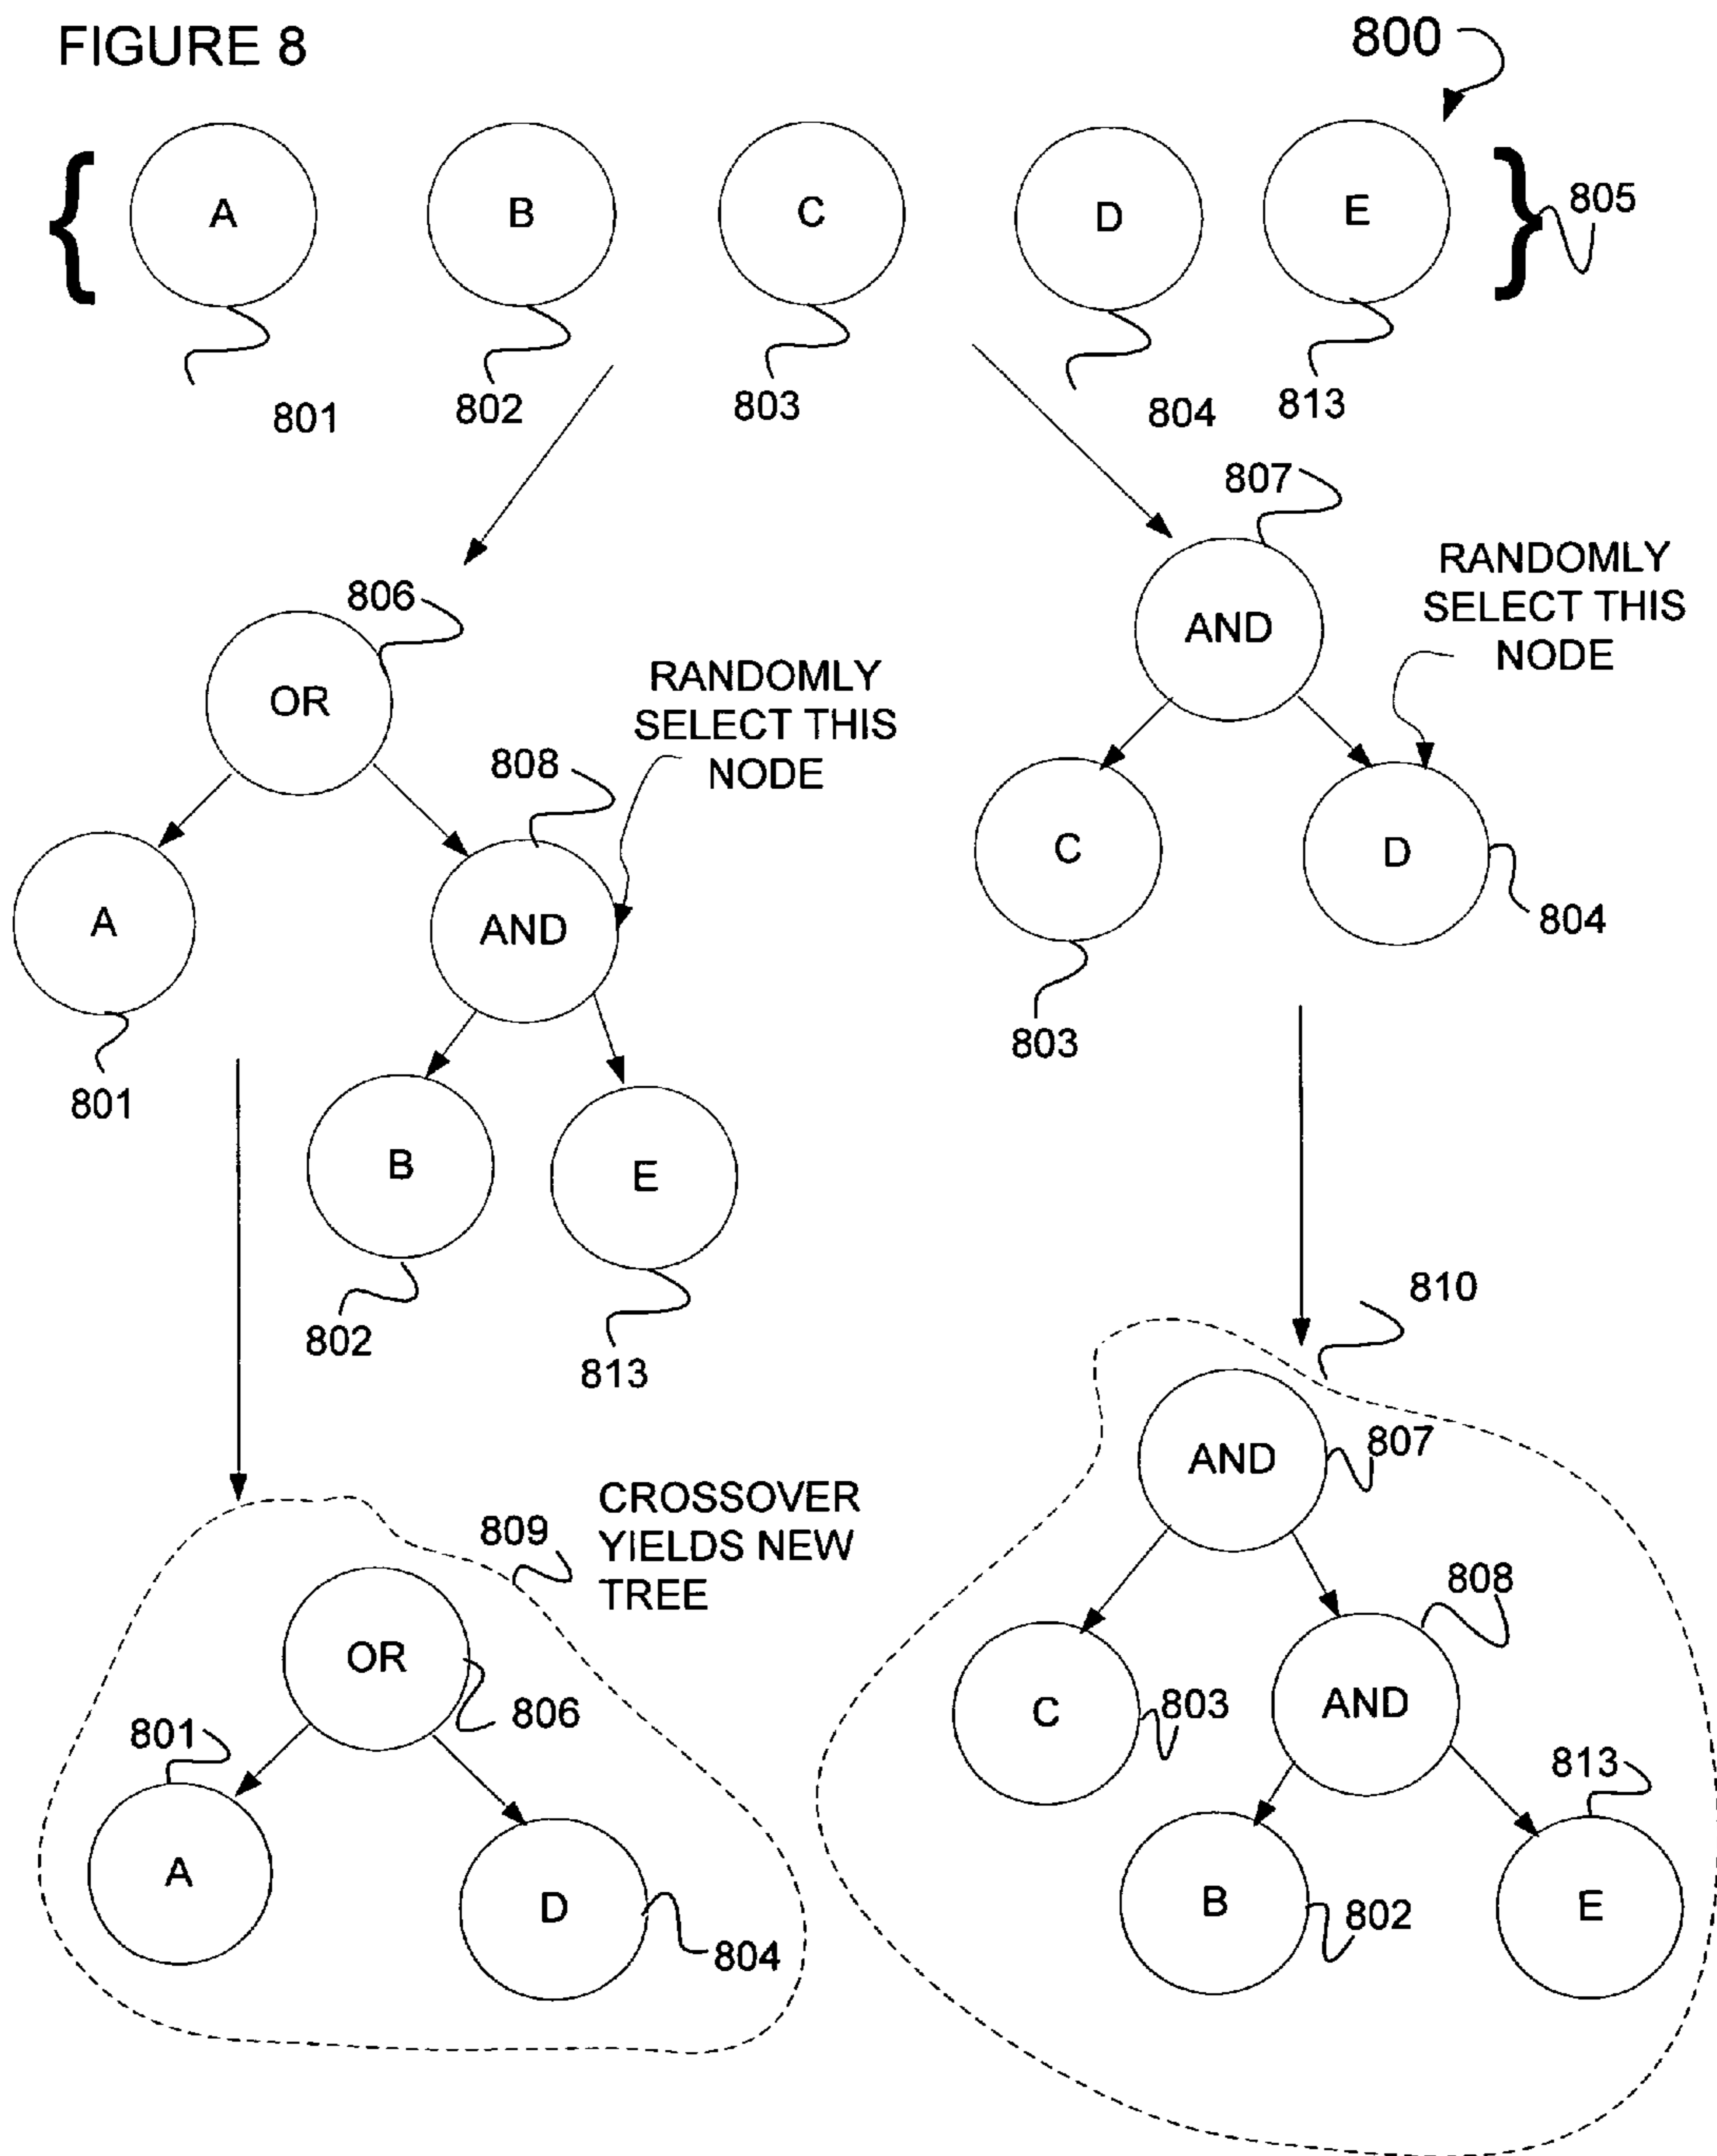 FIGURE 8
800
A
B
C
D
E
805
801
802
803
804
813
807
RANDOMLY
SELECT THIS
NODE
806
AND
OR
RANDOMLY
SELECT THIS
NODE
808
C
D
A
AND
804
803
801
B
E
802
813
810
AND
807
CROSSOVER
YIELDS NEW
TREE
809
808
OR
806
C
803
AND
801
813
A
D
804
B
802
E